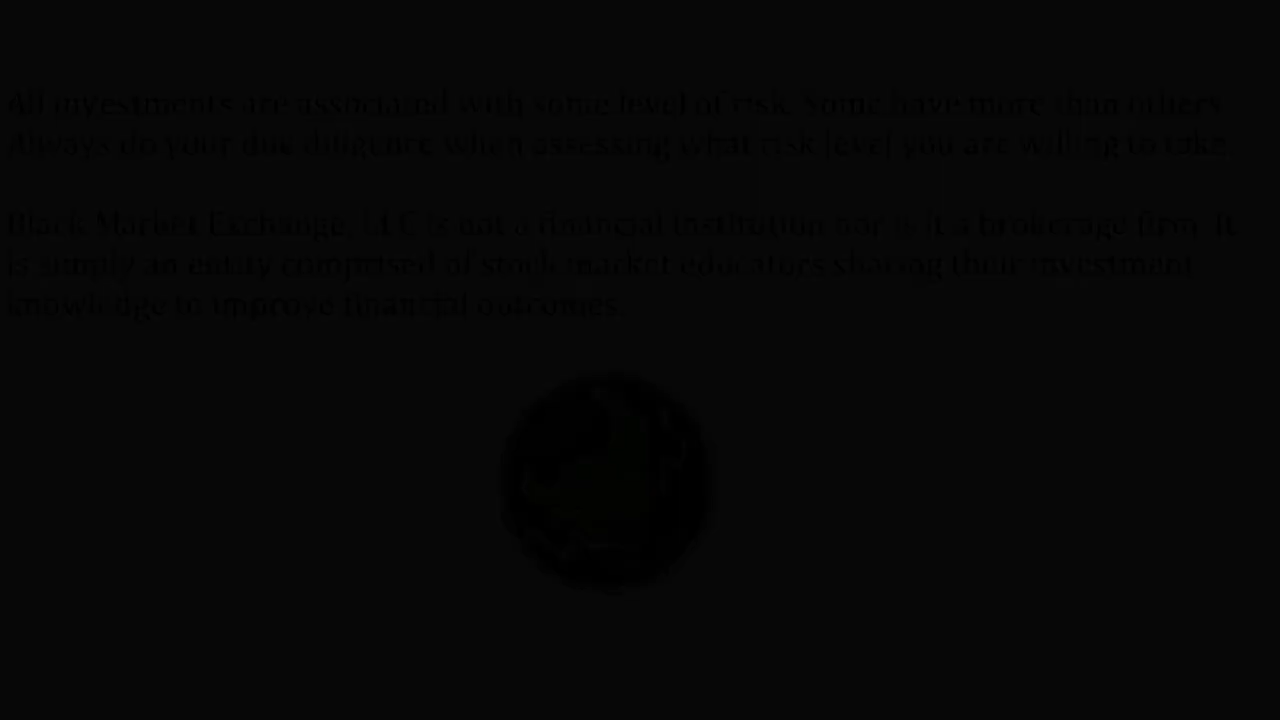 All investments are associated with some level of risk. Some have more than others.
Always do your due diligence when assessing what risk level you are willing to take.
Black Market Exchange, LLC is not a financial institution nor is it a brokerage firm. It
is simply an entity comprised of stock market educators sharing their investment
knowledge to improve financial outcomes.